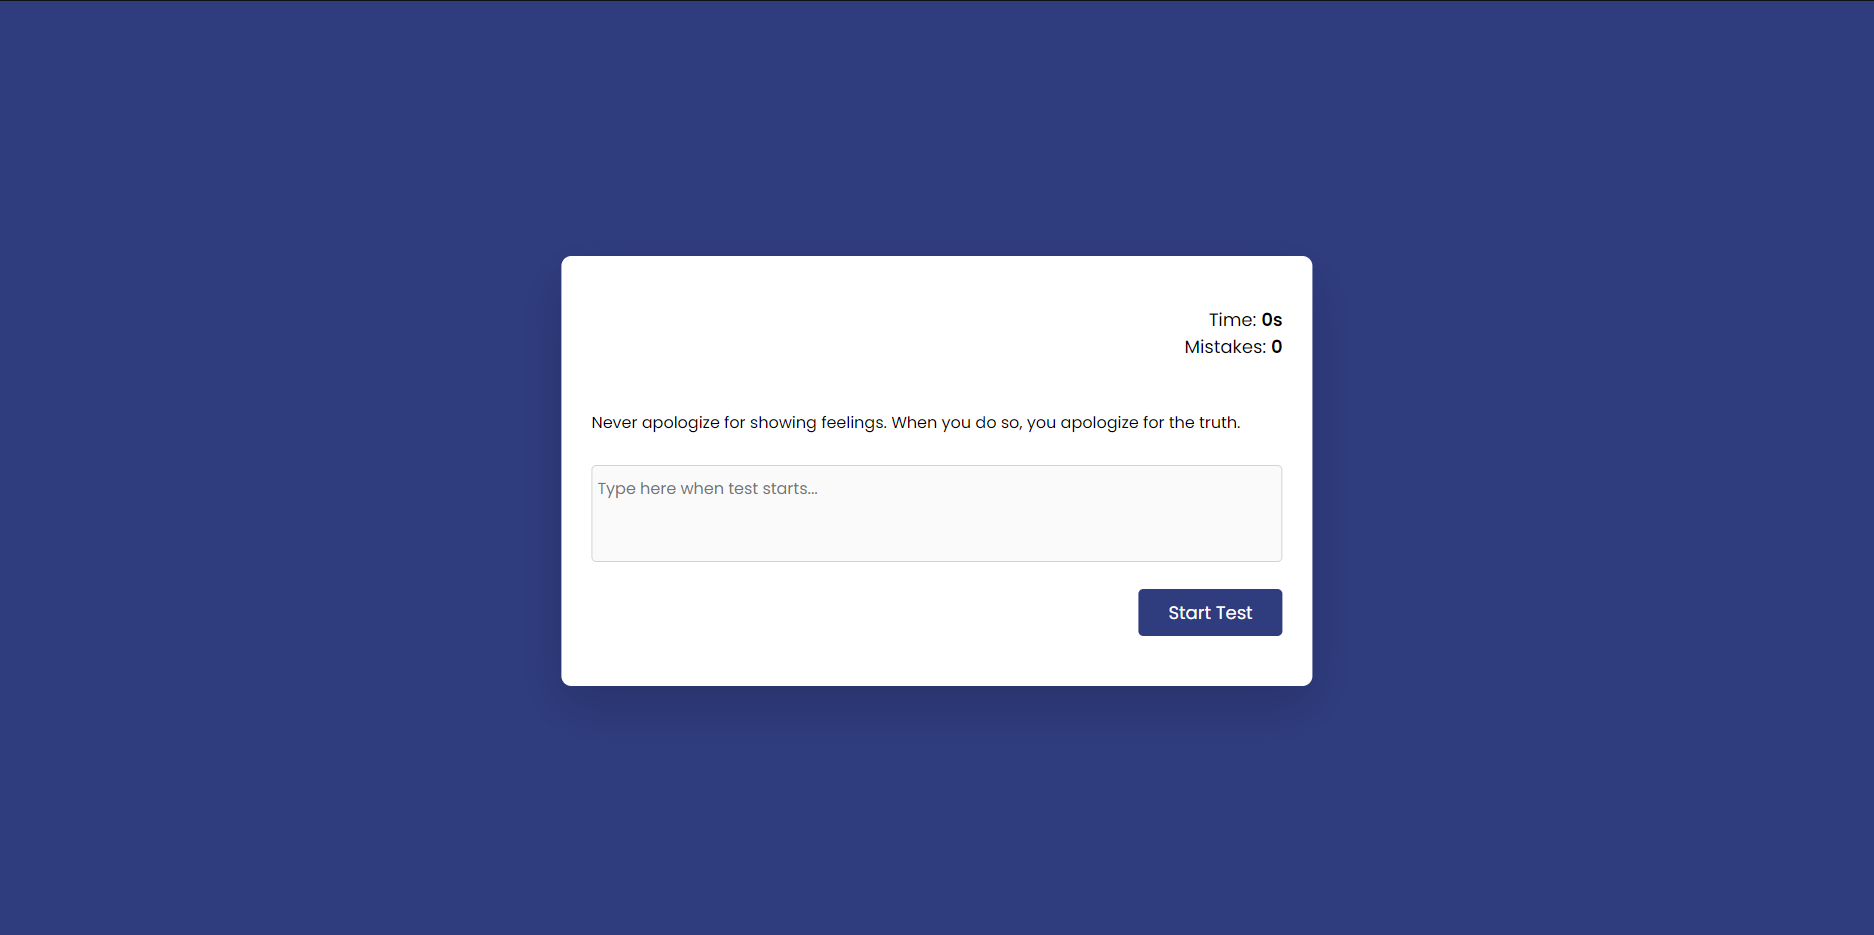 Time: 0s
Mistakes: 0
Never apologize for showing feelings. When you do so, you apologize for the truth.
Type here when test starts...
Start Test